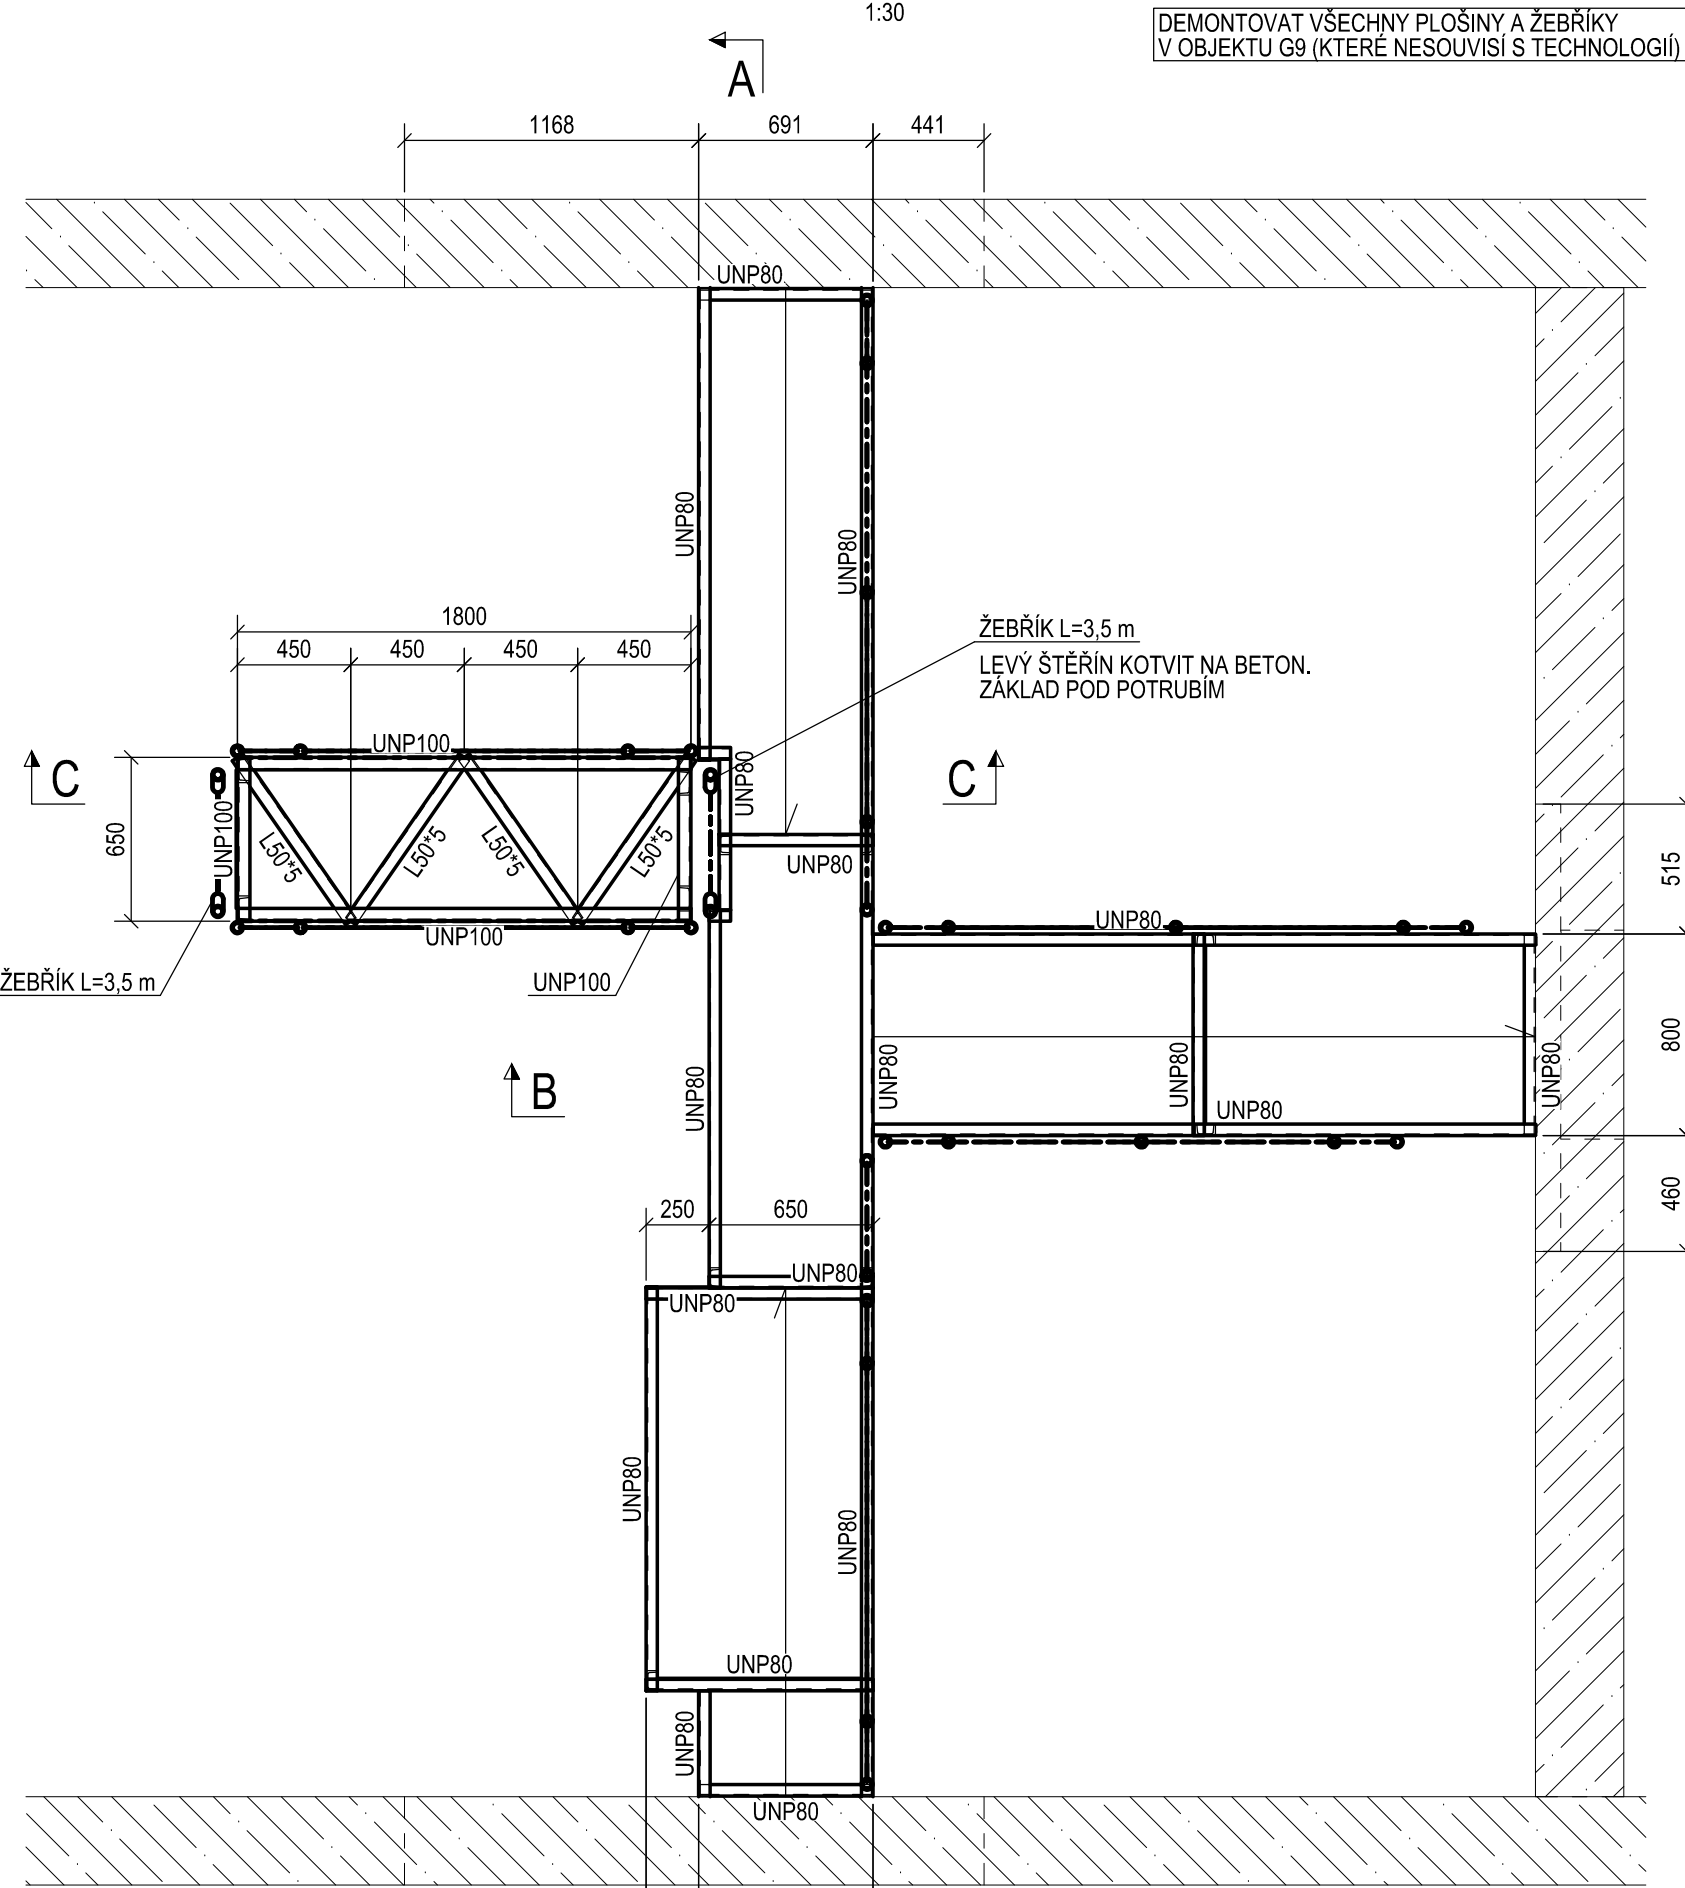 1:30
DEMONTOVAT VŠECHNY PLOŠINY A ŽEBŘÍKY
V OBJEKTU G9 (KTERÉ NESOUVISÍ S TECHNOLOGIÍ)
A
1168
691
441
UNP80
UNP80
UNP80
1800
450
450
450
450
ŽEBŘÍK L=3,5 m
LEVÝ ŠTĚŘÍN KOTVIT NA BETON.
ZÁKLAD POD POTRUBÍM
UNP100
C
C
UNP80
650
UNP100
L50*5
L50*5
L50*5
L50*5
UNP80
515
UNP100
UNP80
ŽEBŘÍK L=3,5 m
UNP100
B
UNP80
UNP80
UNP80
UNP80
UNP80
800
460
250
650
UNP80
UNP80
UNP80
UNP80
UNP80
UNP80
UNP80